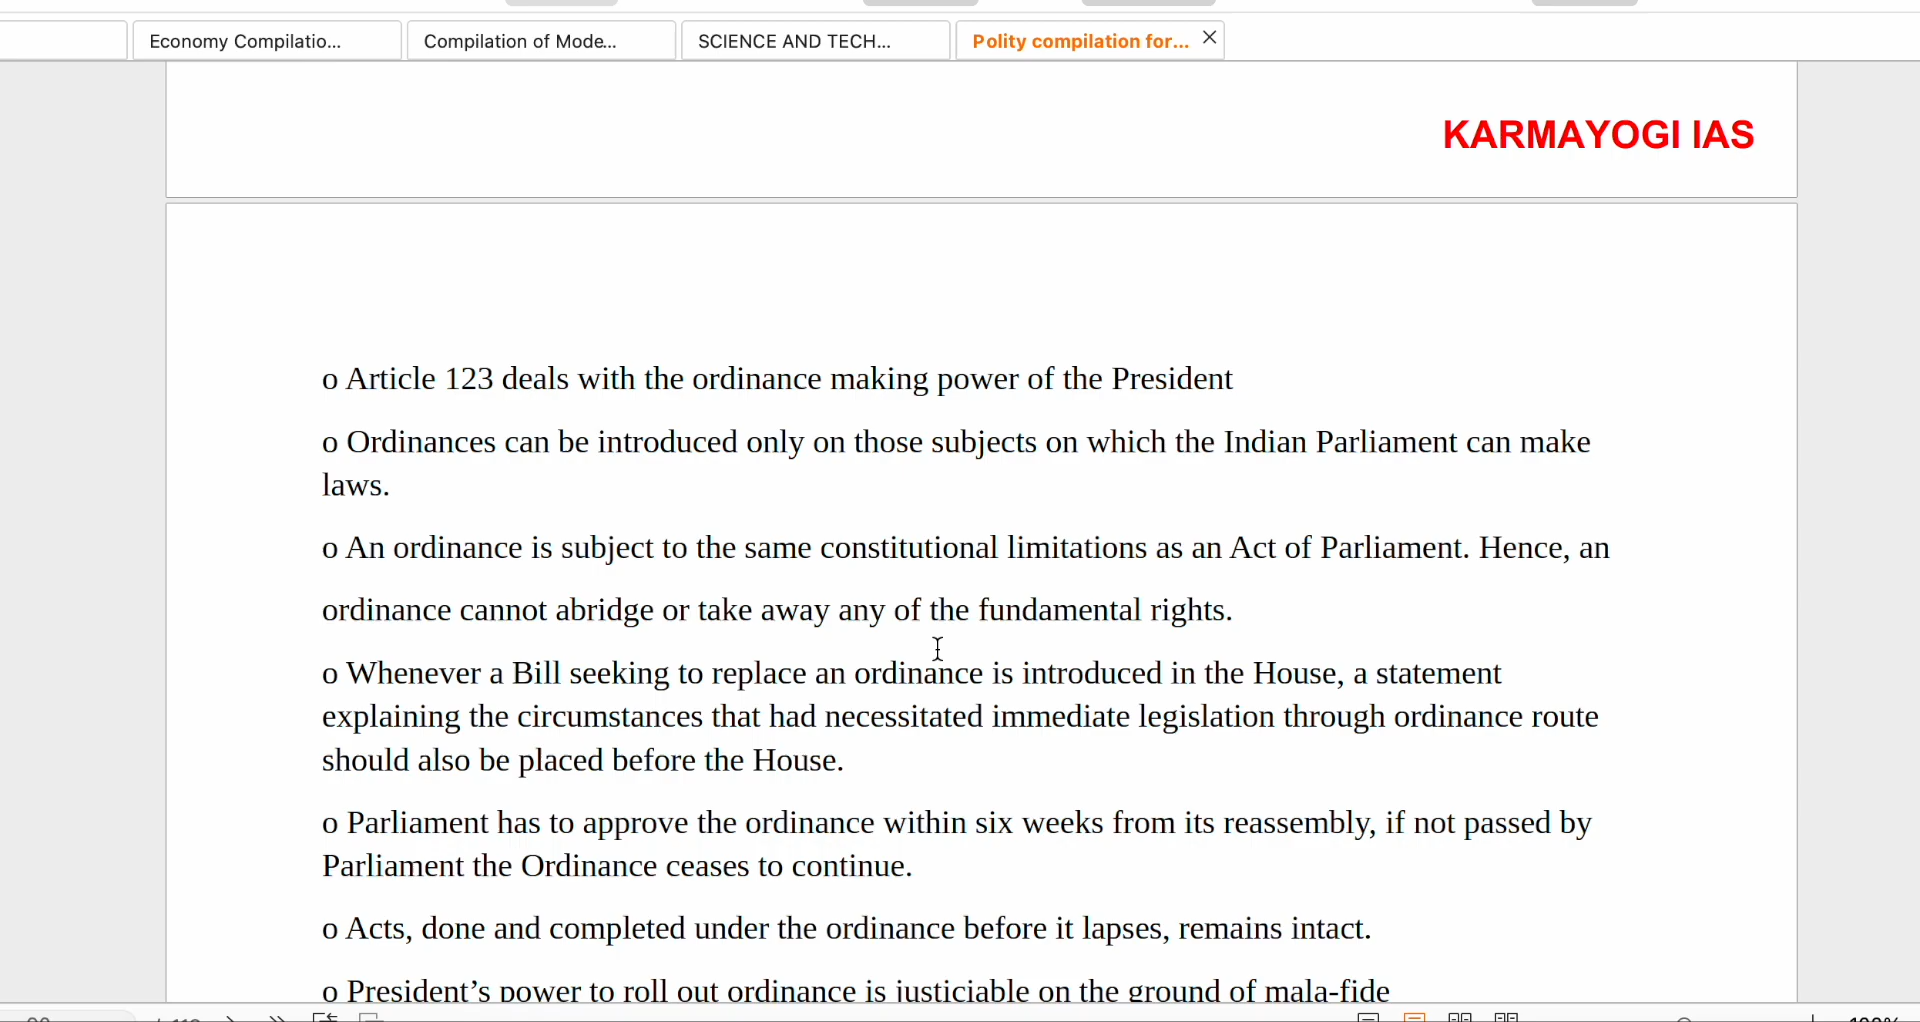 Economy Compilatio...
Compilation of Mode...
SCIENCE AND TECH...
Polity compilation for...
KARMAYOGI IAS
o Article 123 deals with the ordinance making power of the President
o Ordinances can be introduced only on those subjects on which the Indian Parliament can make
laws.
o An ordinance is subject to the same constitutional limitations as an Act of Parliament. Hence, an
ordinance cannot abridge or take away any of the fundamental rights.
o Whenever a Bill seeking to replace an ordinance is introduced in the House, a statement
explaining the circumstances that had necessitated immediate legislation through ordinance route
should also be placed before the House.
o Parliament has to approve the ordinance within six weeks from its reassembly, if not passed by
Parliament the Ordinance ceases to continue.
o Acts, done and completed under the ordinance before it lapses, remains intact.
o President’s power to roll out ordinance is justiciable on the ground of mala-fide